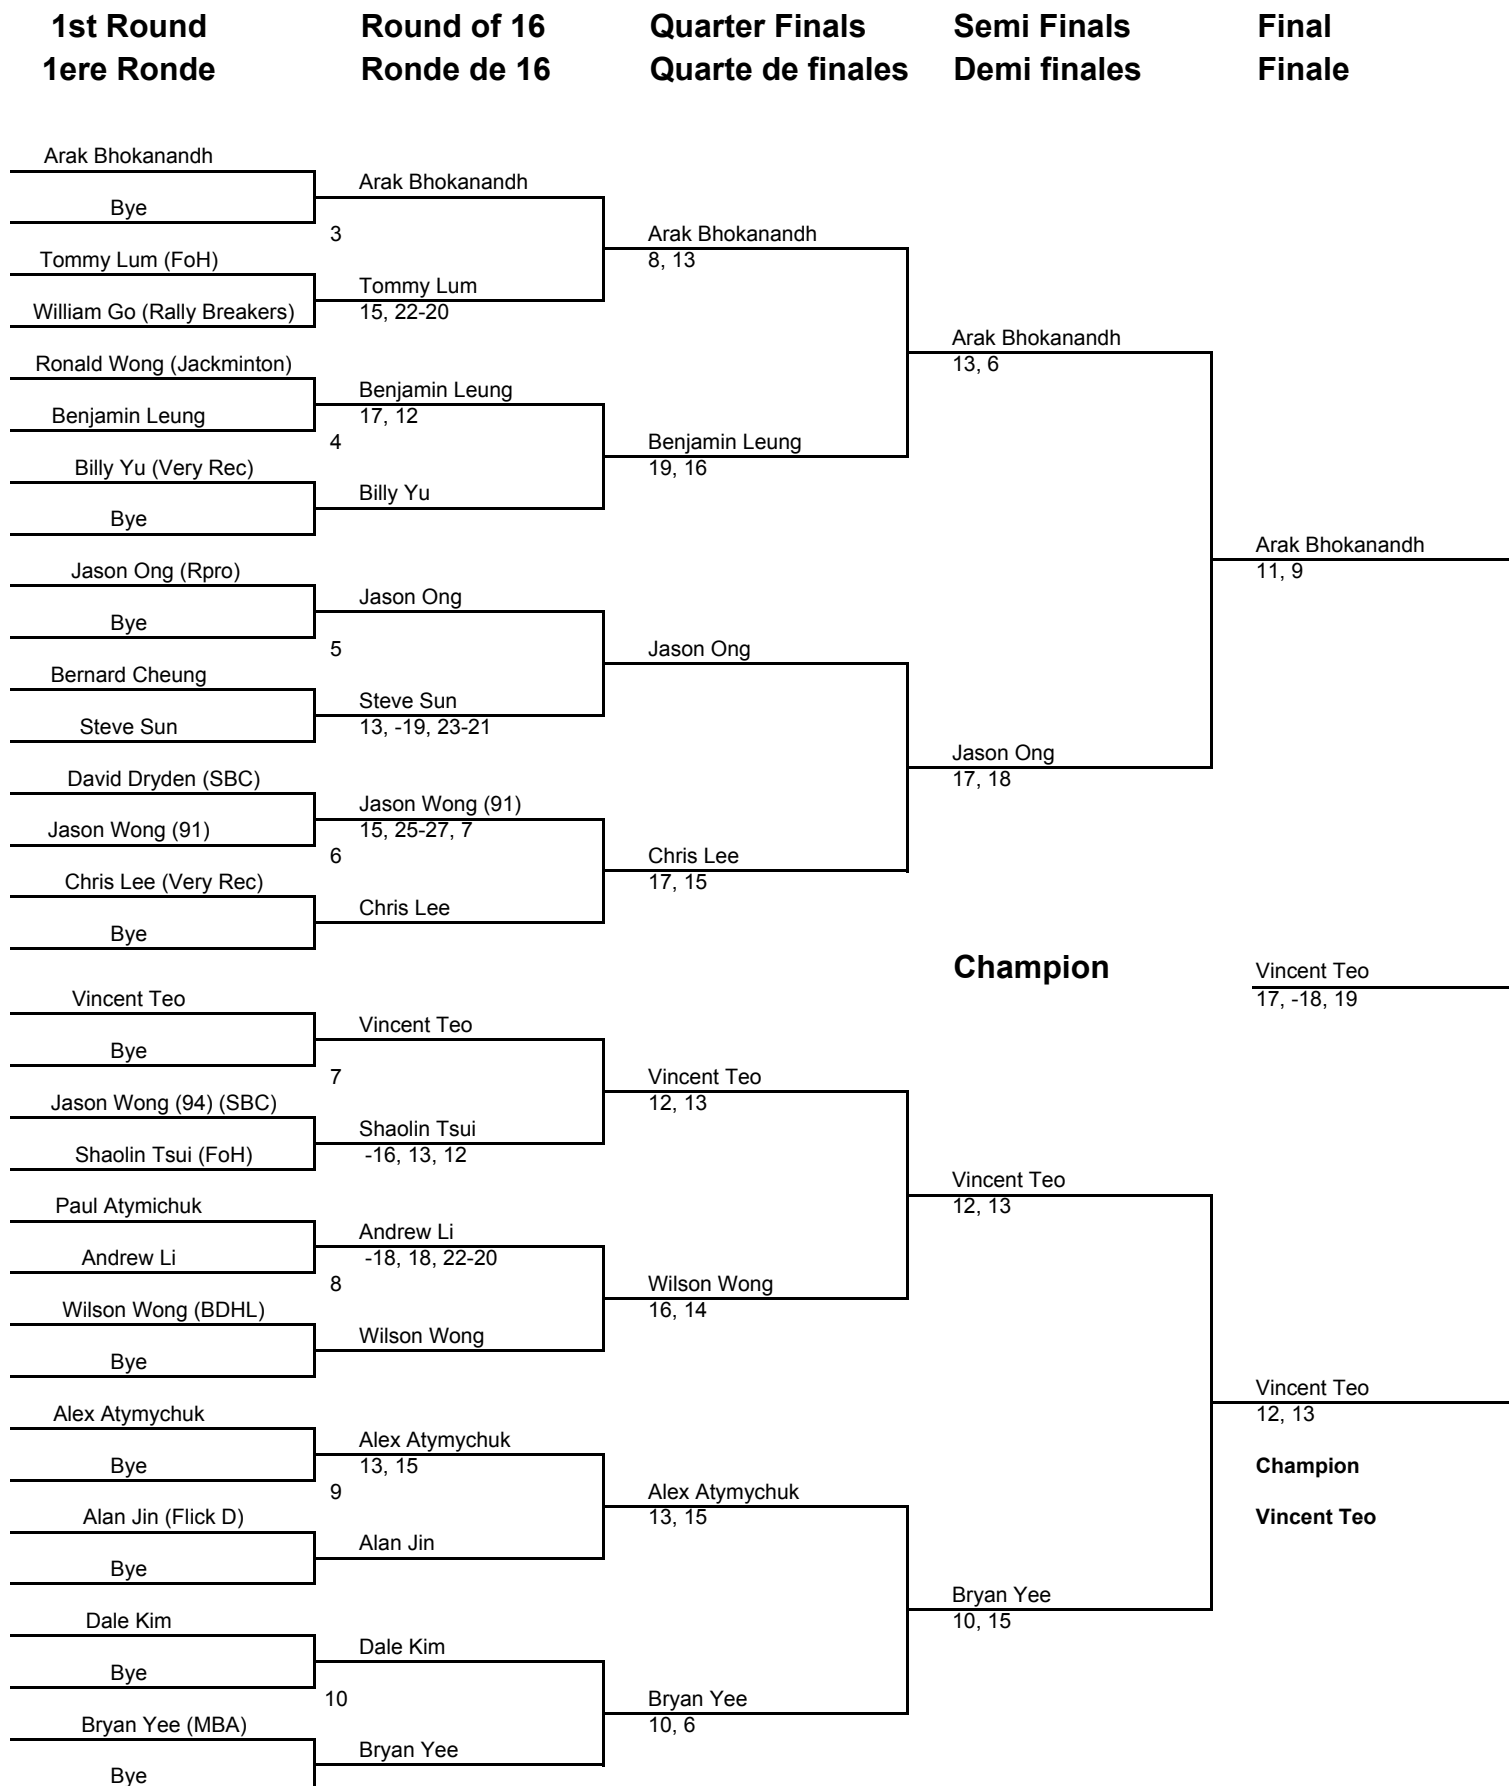 1st Round
1ere Ronde
Round of 16
Ronde de 16
Quarter Finals
Quarte de finales
Semi Finals
Demi finales
Final
Finale
Arak Bhokanandh
Bye
Tommy Lum (FoH)
William Go (Rally Breakers)
Ronald Wong (Jackminton)
Benjamin Leung
Billy Yu (Very Rec)
Bye
Jason Ong (Rpro)
Bye
Bernard Cheung
Steve Sun
David Dryden (SBC)
Jason Wong (91)
Chris Lee (Very Rec)
Bye
Vincent Teo
Bye
Jason Wong (94) (SBC)
Shaolin Tsui (FoH)
Paul Atymichuk
Andrew Li
Wilson Wong (BDHL)
Bye
Alex Atymychuk
Bye
Alan Jin (Flick D)
Bye
Dale Kim
Bye
Bryan Yee (MBA)
Bye
Arak Bhokanandh
3
Tommy Lum
15, 22-20
Benjamin Leung
17, 12
4
Billy Yu
Jason Ong
5
Steve Sun
13, -19, 23-21
Jason Wong (91)
15, 25-27, 7
6
Chris Lee
Vincent Teo
7
Shaolin Tsui
-16, 13, 12
Andrew Li
-18, 18, 22-20
8
Wilson Wong
Alex Atymychuk
13, 15
9
Alan Jin
Dale Kim
10
Bryan Yee
Arak Bhokanandh
8, 13
Benjamin Leung
19, 16
Jason Ong
Chris Lee
17, 15
Vincent Teo
12, 13
Wilson Wong
16, 14
Alex Atymychuk
13, 15
Bryan Yee
10, 6
Arak Bhokanandh
13, 6
Jason Ong
17, 18
Champion
Vincent Teo
12, 13
Bryan Yee
10, 15
Arak Bhokanandh
11, 9
Vincent Teo
17, -18, 19
Vincent Teo
12, 13
Champion
Vincent Teo